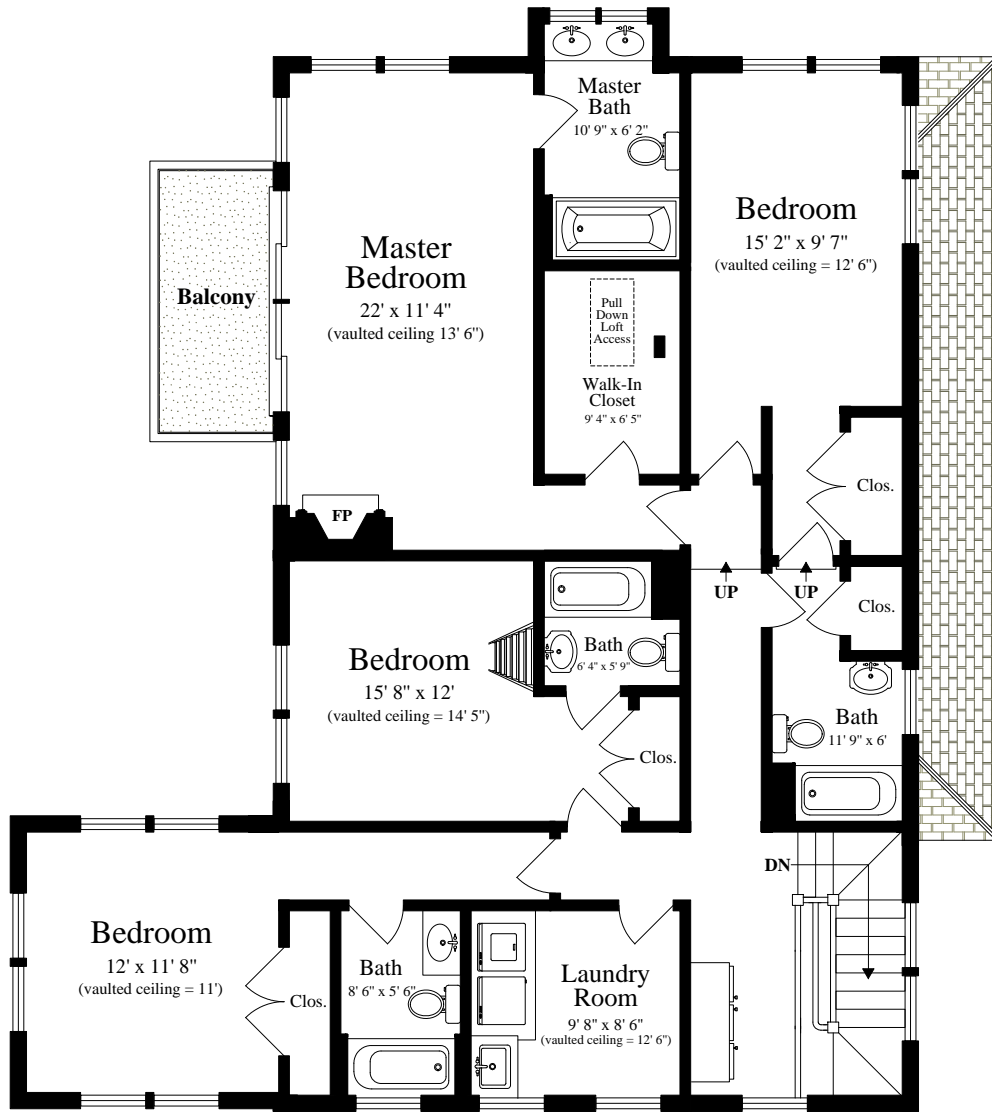 Master
Bath
10' 9" x 6' 2"
Bedroom
15' 2" x 9' 7"
(vaulted ceiling = 12' 6")
Master
Bedroom
22' x 11' 4"
(vaulted ceiling 13' 6")
Balcony
Pull
Down
Loft
Access
Walk-In
Closet
9' 4" x 6' 5"
Clos.
FP
UP
UP
Clos.
Bedroom
15' 8" x 12'
(vaulted ceiling = 14' 5")
Bath
6' 4" x 5' 9"
Bath
11' 9" x 6'
Clos.
DN
Bedroom
12' x 11' 8"
(vaulted ceiling = 11')
Clos.
Bath
8' 6" x 5' 6"
Laundry
Room
9' 8" x 8' 6"
(vaulted ceiling = 12' 6")